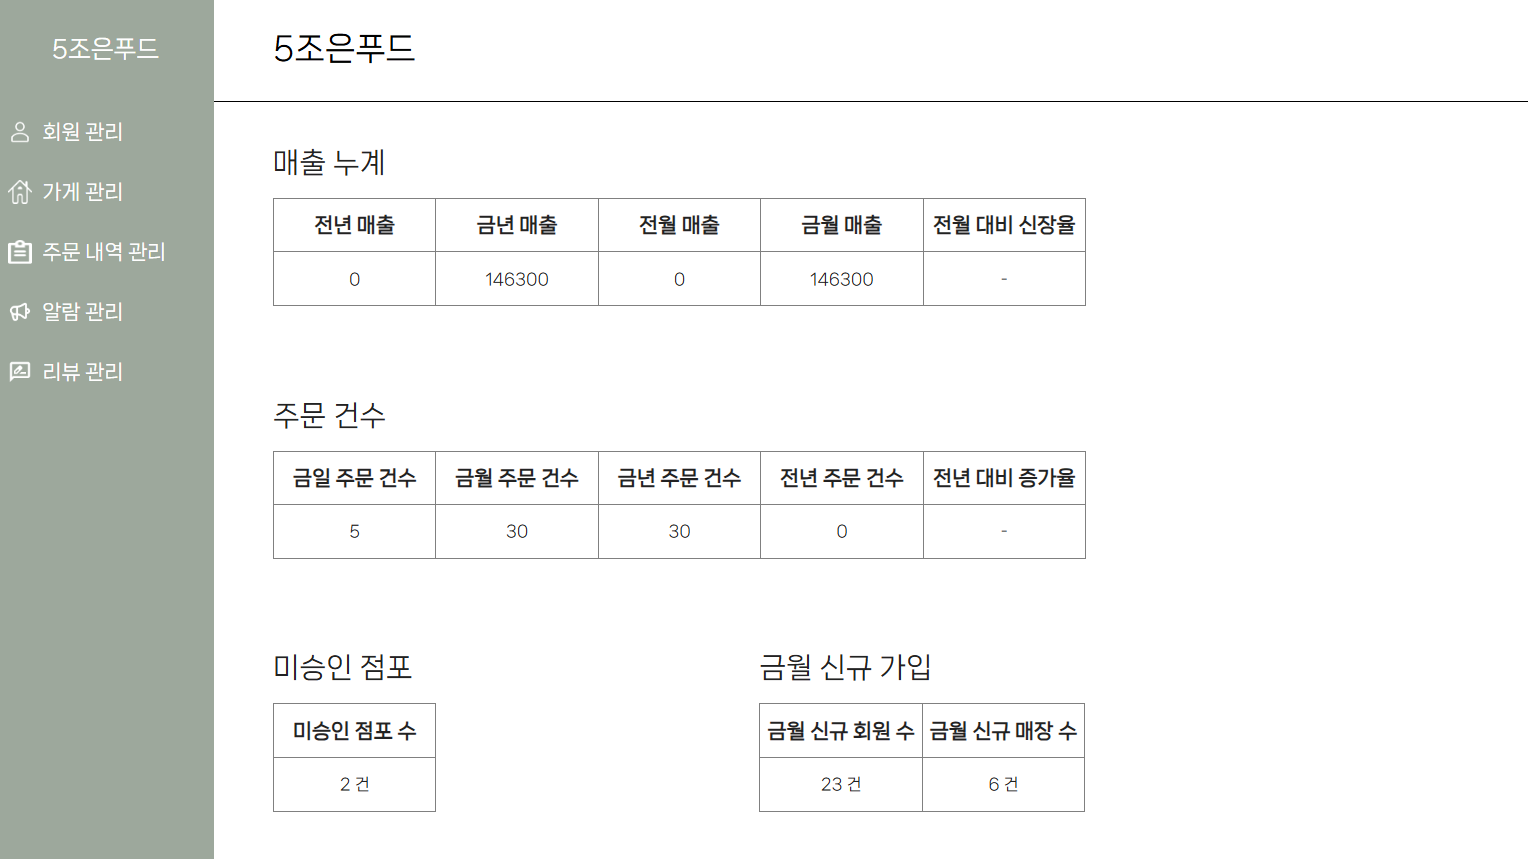 5조은푸드
회원 관리
가게 관리
주문 내역 관리
알람 관리
리뷰 관리
5조은푸드
매출 누계
전년 매출 금년 매출 전월 매출 금월 매출 전월 대비 신장율
0 146300 0 146300 -
주문 건수
금일 주문 건수 금월 주문 건수 금년 주문 건수 전년 주문 건수 전년 대비 증가율
5 30 30 0 -
미승인 점포
미승인 점포 수
2 건
금월 신규 가입
금월 신규 회원 수 금월 신규 매장 수
23 건 6 건